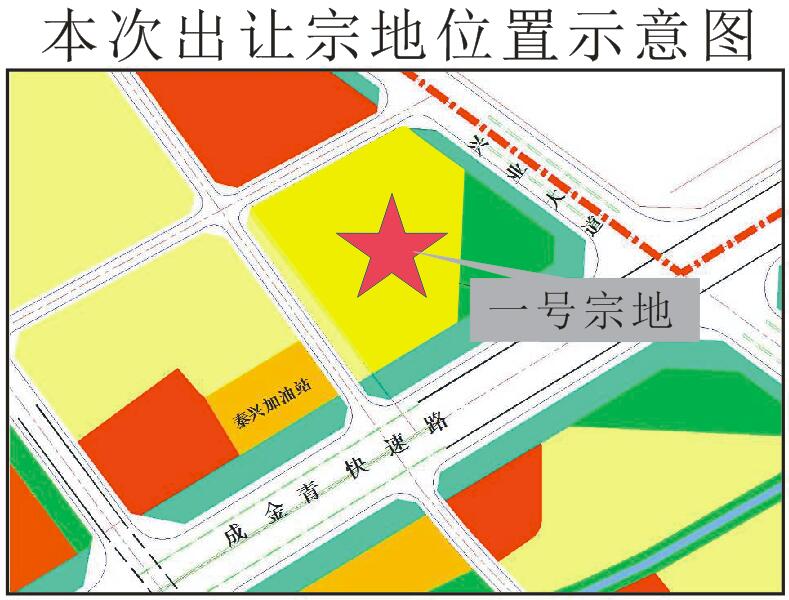 本次出让宗地位置示意图
兴业大道
一号宗地
泰兴加油站
成金青快速路